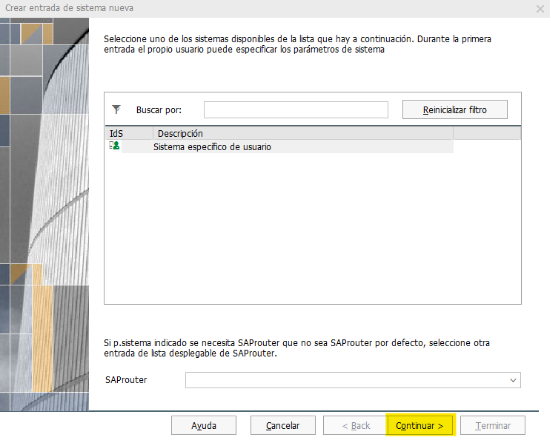 Crear entrada de sistema nueva
Seleccione uno de los sistemas disponibles de la lista que hay a continuación. Durante la primera
entrada el propio usuario puede especificar los parámetros de sistema
Buscar por:
Reinicializar filtro
IdS Descripción
Sistema específico de usuario
Si p.sistema indicado se necesita SAProuter que no sea SAProuter por defecto, seleccione otra
entrada de lista desplegable de SAProuter.
SAProuter
Ayuda Cancelar < Back Continuar > Terminar